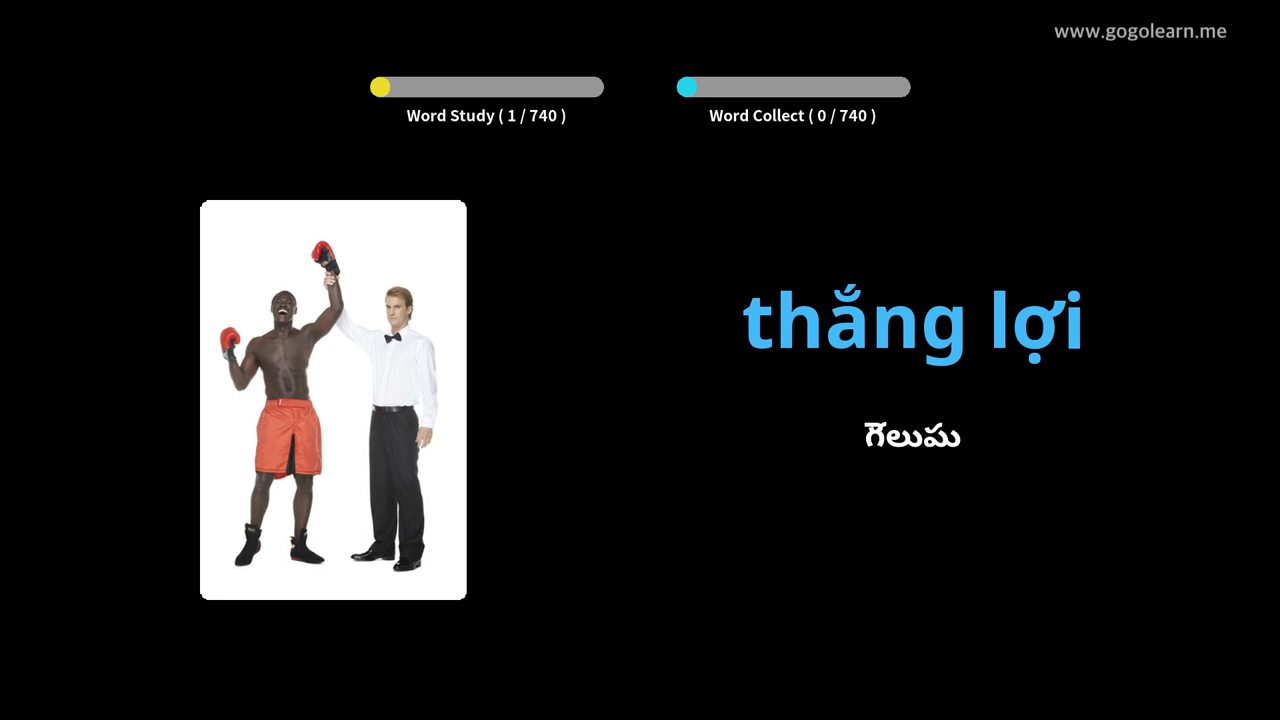 www.gogolearn.me
Word Study ( 1 / 740 )
Word Collect ( 0 / 740 )
thắng lợi
గెలుపు